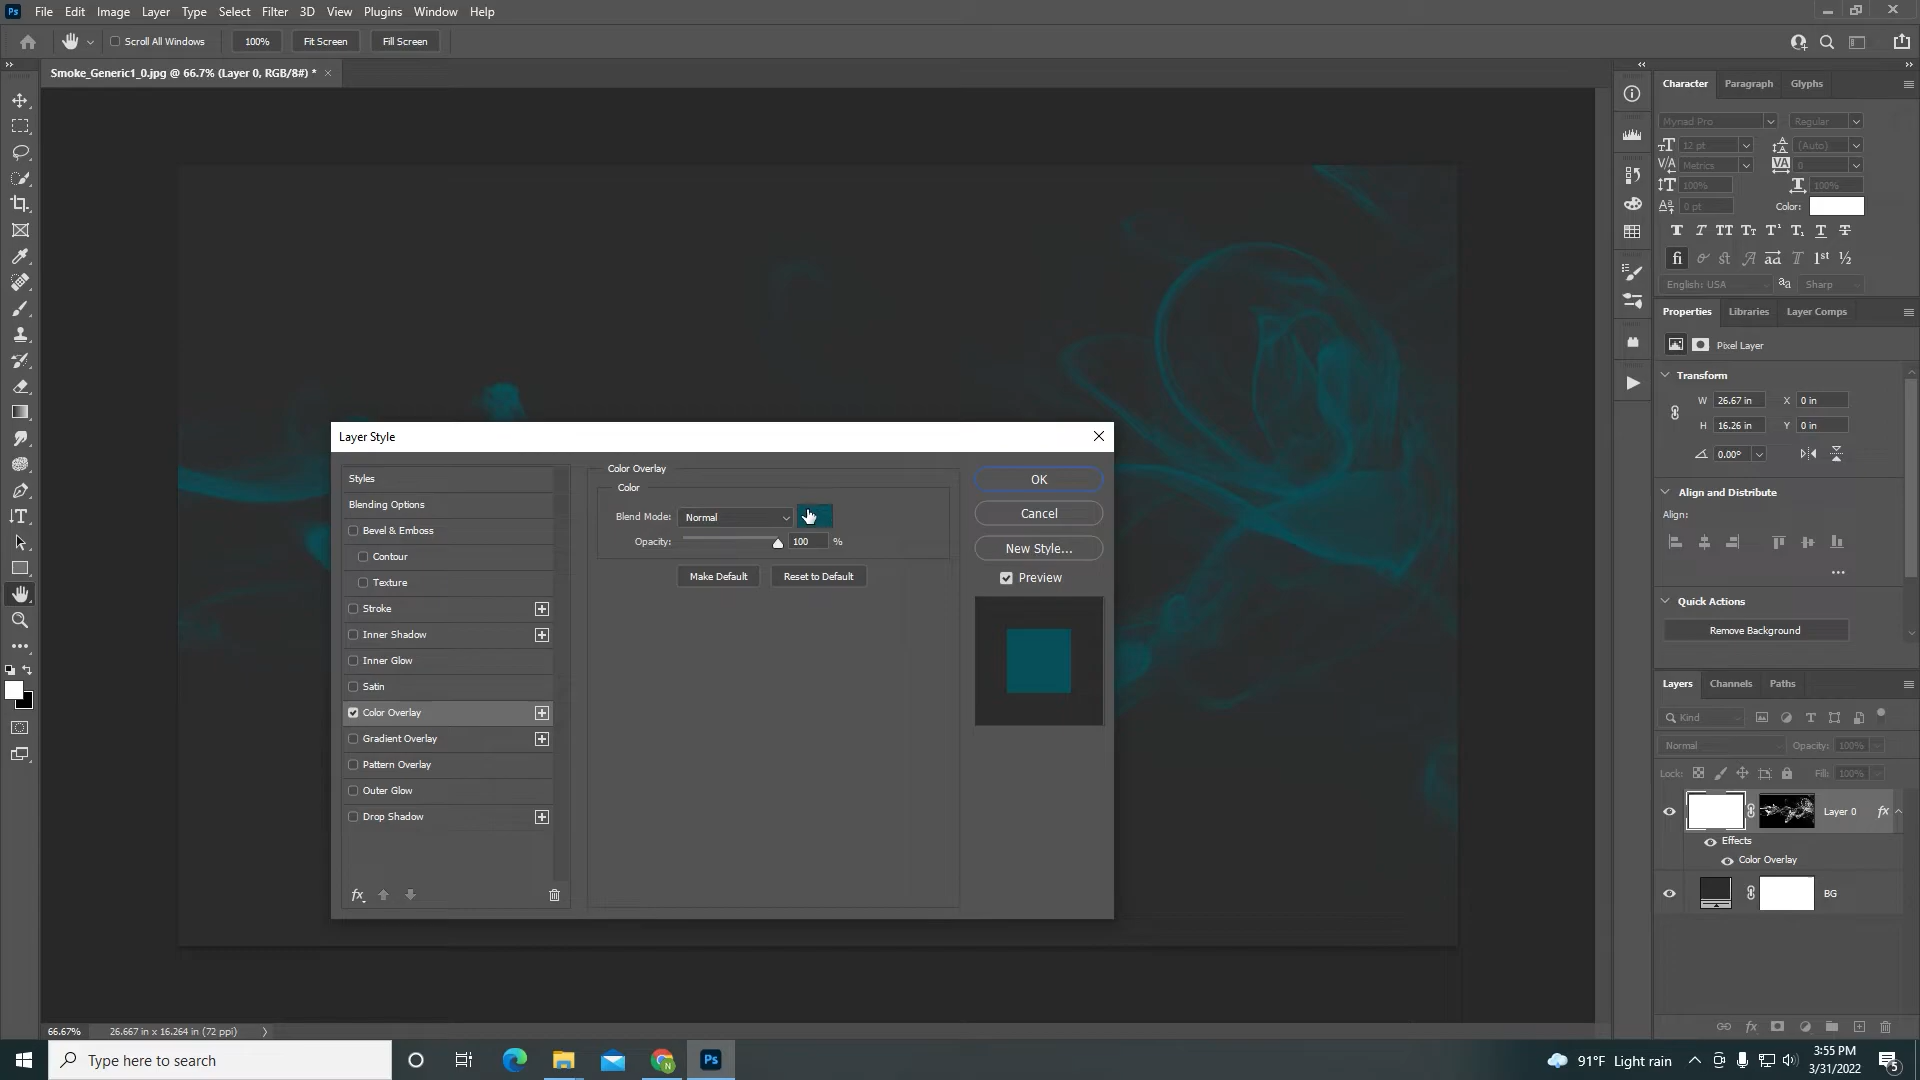 Ps File Edit Image Layer Type Select Filter 3D View Plugins Window Help
Scroll All Windows 100% Fit Screen Fill Screen
Smoke_Generic1_0.jpg @ 66.7% (Layer 0, RGB/8#) * ×
Character Paragraph Glyphs
Myriad Pro Regular
12 pt (Auto)
Metrics 0
100% 100%
0 pt Color:
English: USA Sharp
Properties Libraries Layer Comps
Pixel Layer
Transform
W 26.67 in X 0 in
H 16.26 in Y 0 in
0.00°
Align and Distribute
Align:
Quick Actions
Remove Background
Layers Channels Paths
Kind
Normal Opacity: 100%
Lock: Fill: 100%
Layer 0 fx
Effects
Color Overlay
BG
Layer Style
Styles
Blending Options
Bevel & Emboss
Contour
Texture
Stroke
Inner Shadow
Inner Glow
Satin
Color Overlay
Gradient Overlay
Pattern Overlay
Outer Glow
Drop Shadow
fx
Color Overlay
Color
Blend Mode: Normal
Opacity: 100 %
Make Default Reset to Default
OK
Cancel
New Style...
Preview
66.67% 26.667 in x 16.264 in (72 ppi)
Type here to search
Ps
91°F Light rain
3:55 PM
3/31/2022
5